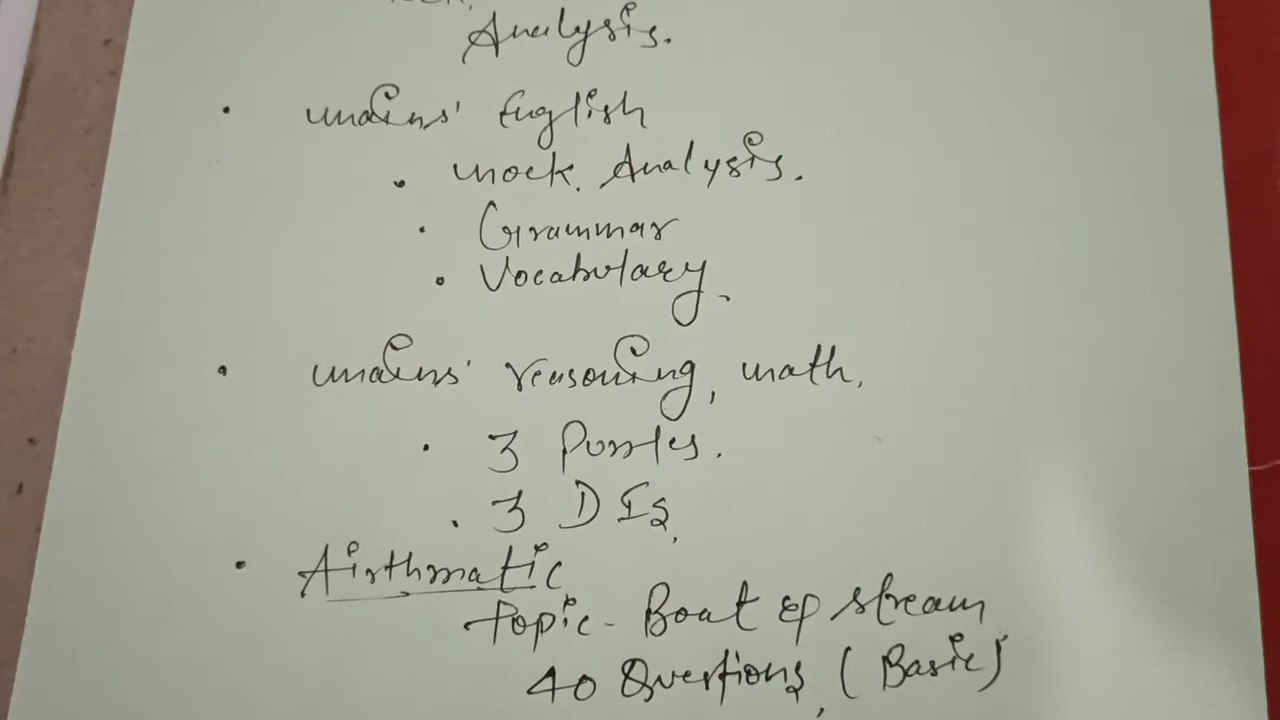 Analysis.
• mains' English
• mock. Analysis.
• Grammar
• Vocabulary.
• mains' reasoning, math.
• 3 Puzzles.
• 3 DIs.
• Airthmatic
topic - Boat & stream
40 Questions, (Basic)